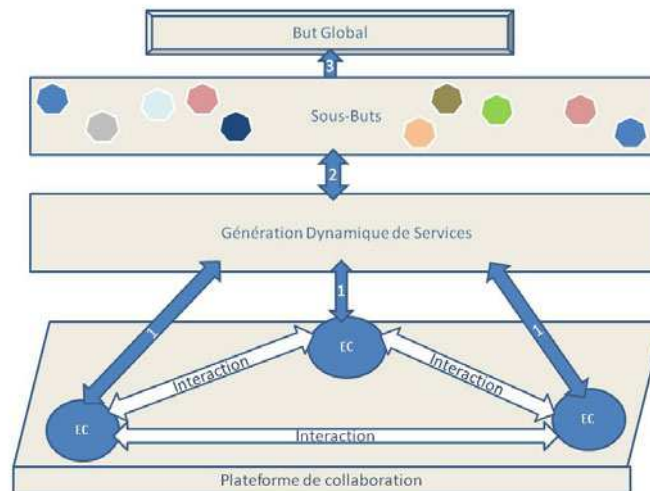 But Global
3
Sous-Buts
2
Génération Dynamique de Services
1
1
1
EC
Interaction
Interaction
EC
EC
Interaction
Plateforme de collaboration